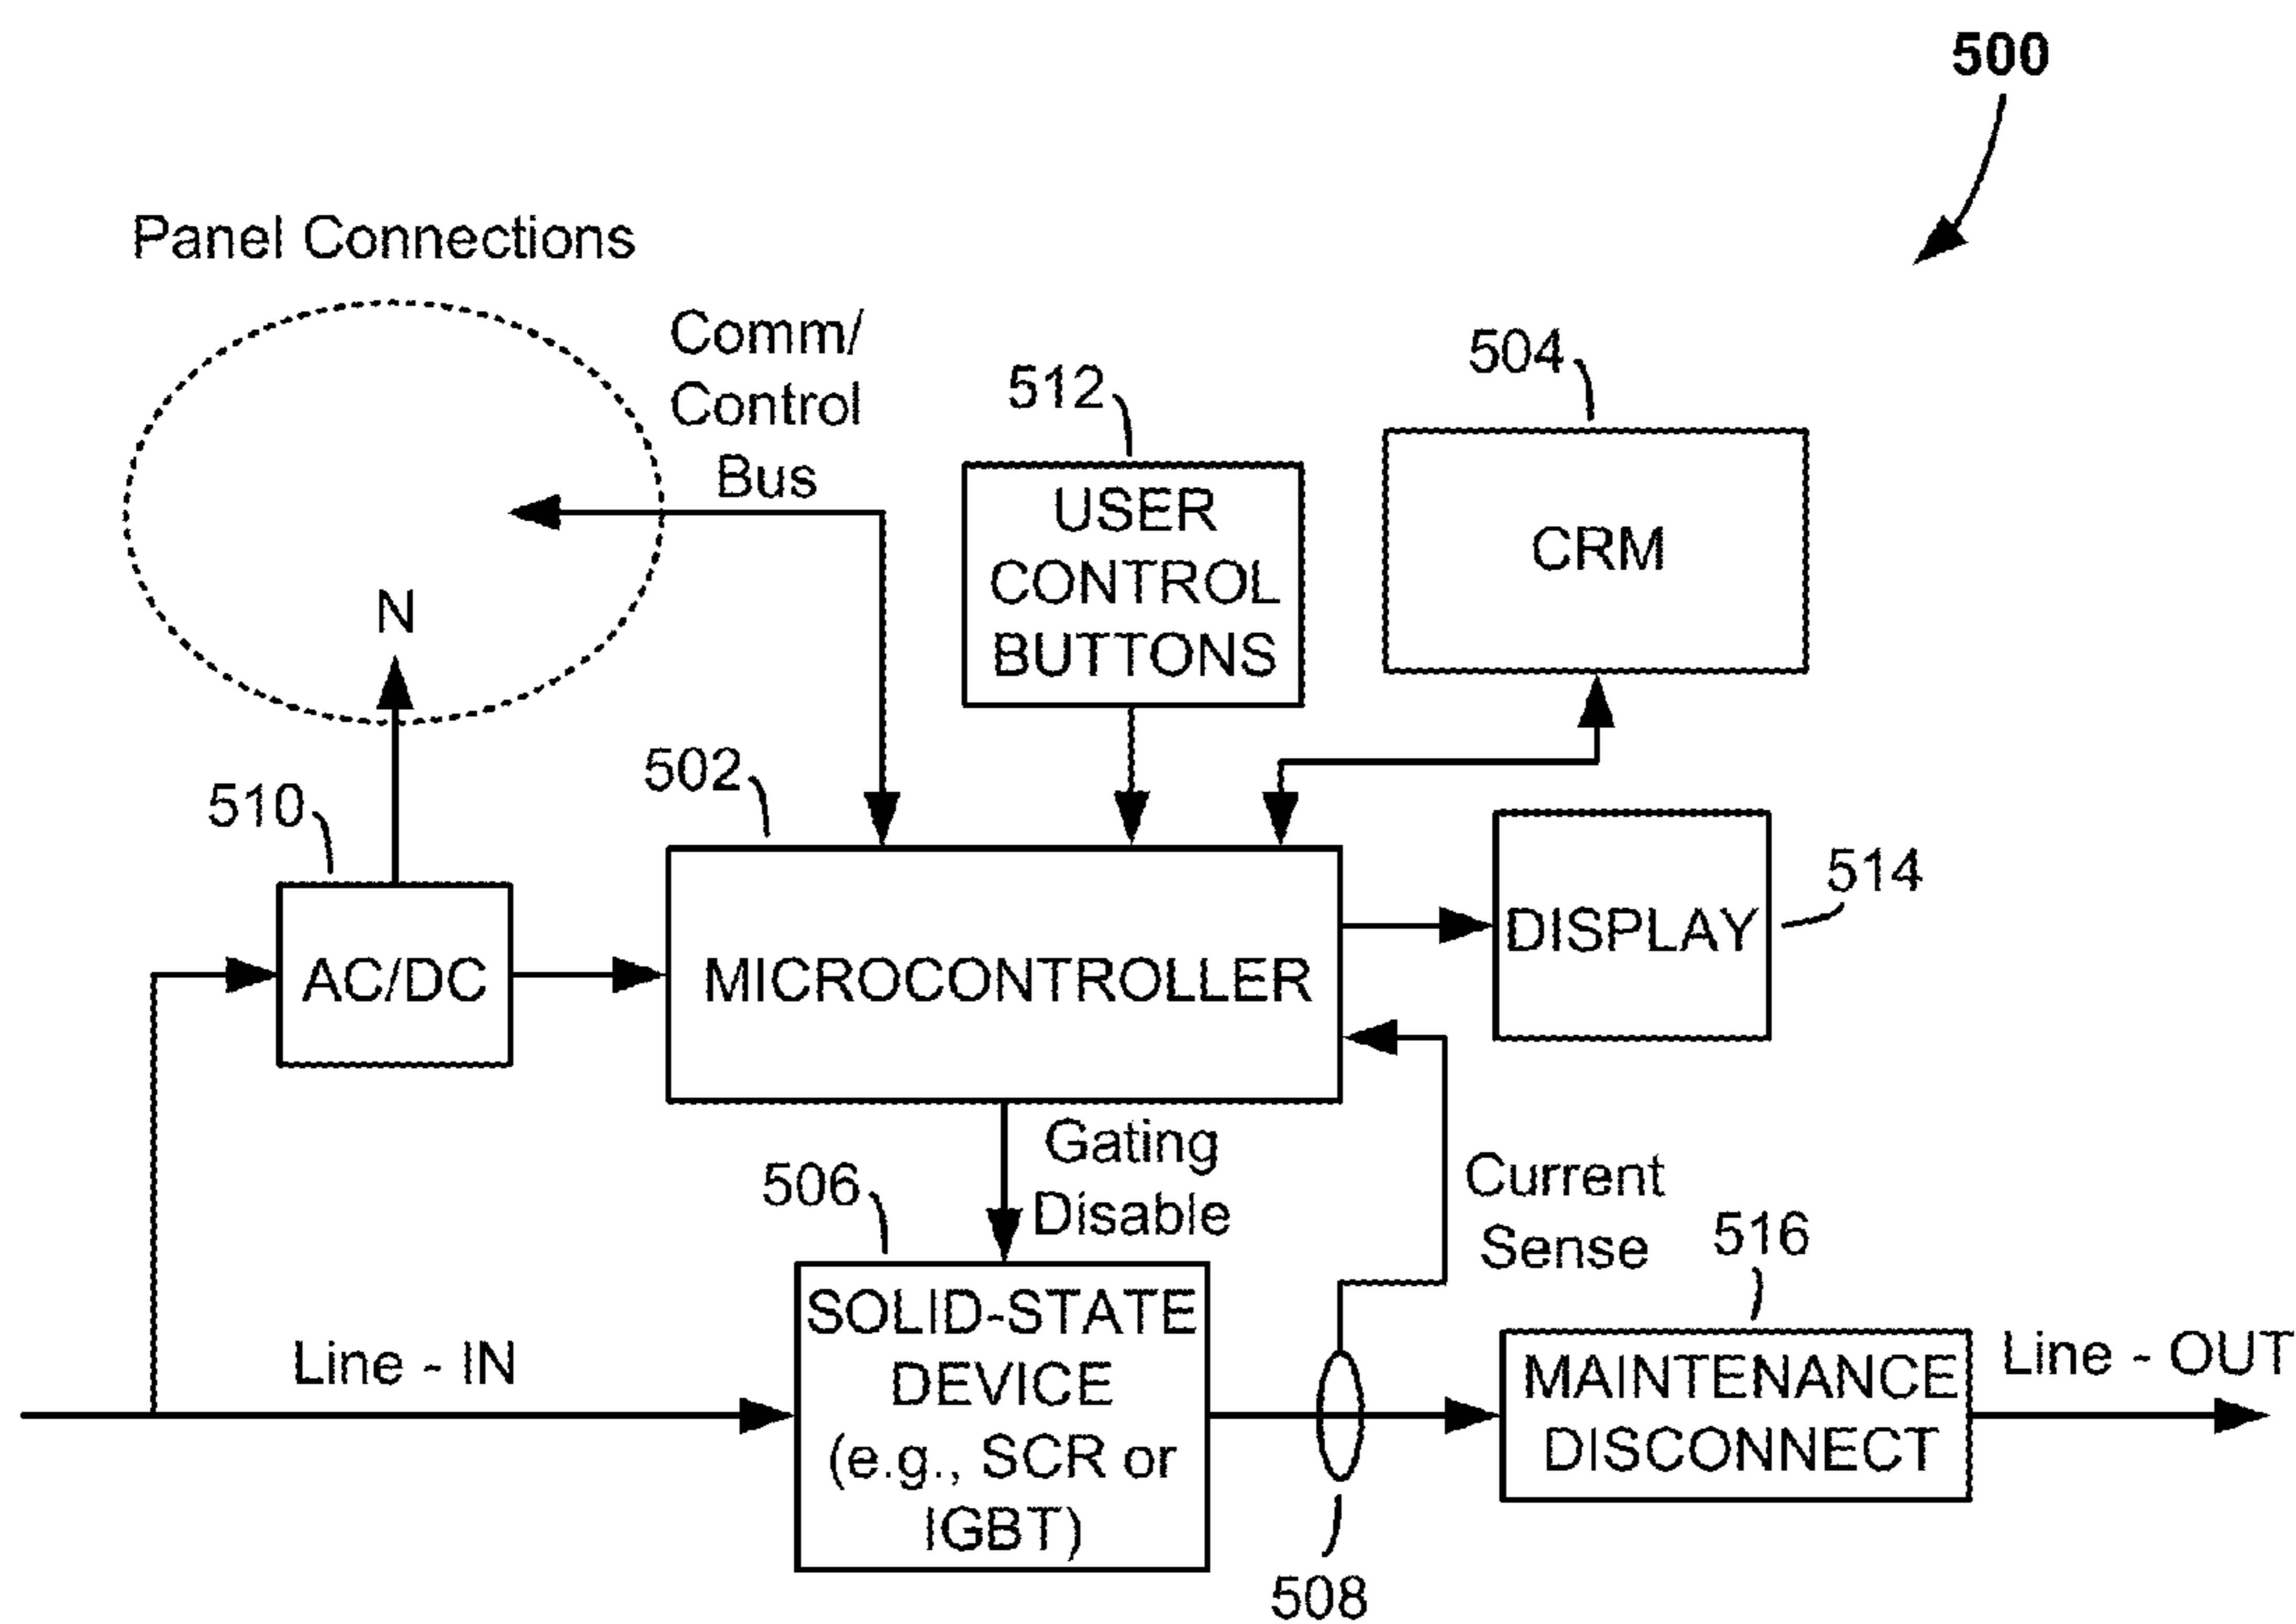 500
Panel Connections
Comm/
Control
Bus
N
512
USER
CONTROL
BUTTONS
504
CRM
502
510
AC/DC
MICROCONTROLLER
DISPLAY
514
Gating
Disable
506
Current
Sense
516
Line - IN
SOLID-STATE
DEVICE
(e.g., SCR or
IGBT)
MAINTENANCE
DISCONNECT
Line - OUT
508